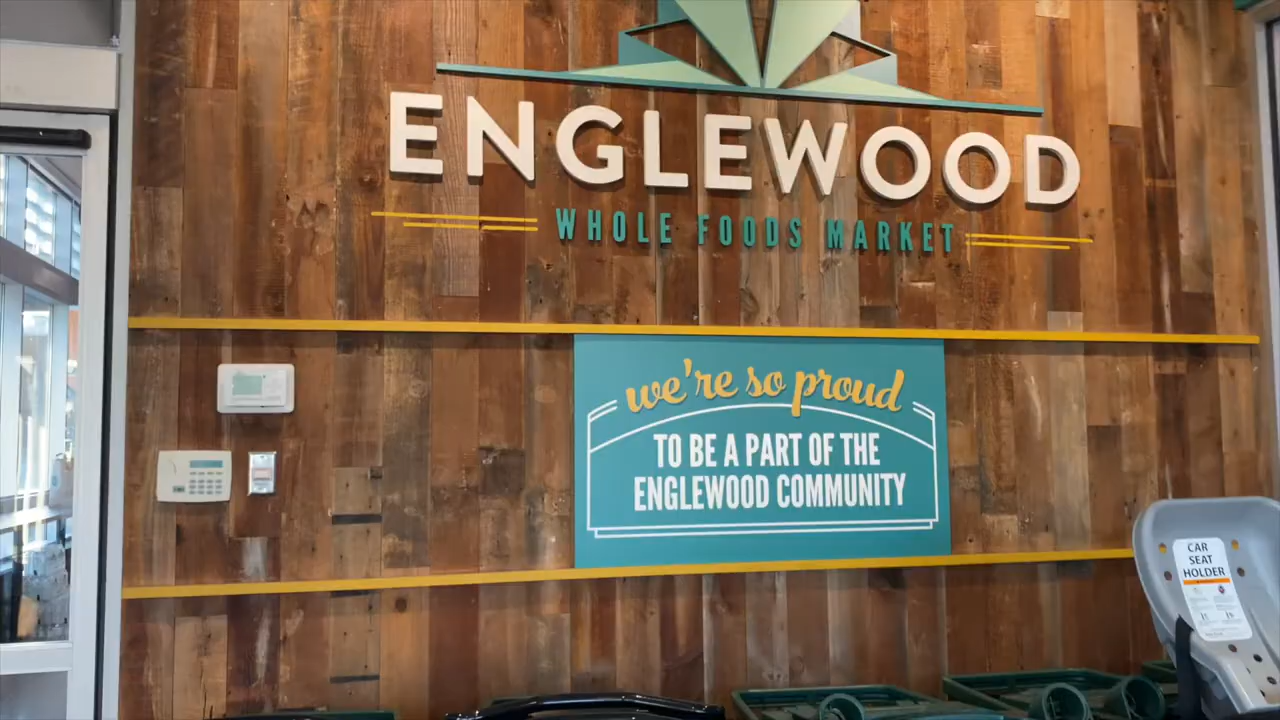 ENGLEWOOD
WHOLE FOODS MARKET
we're so proud
TO BE A PART OF THE
ENGLEWOOD COMMUNITY
CAR
SEAT
HOLDER